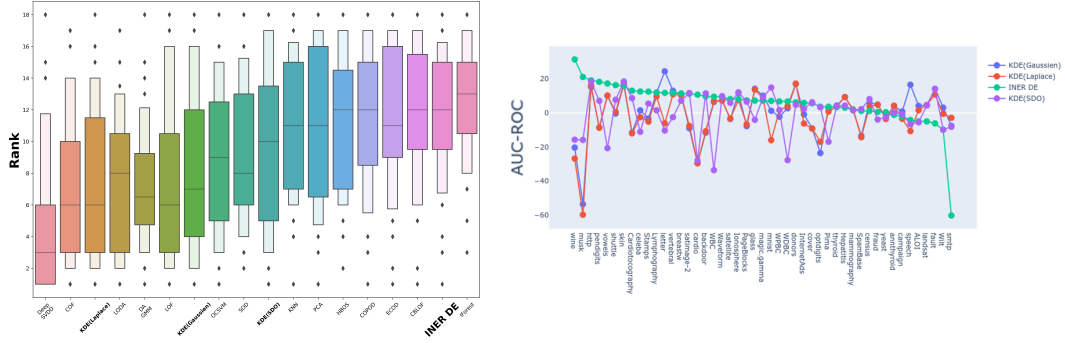 18
16
14
12
10
8
6
4
2
Rank
Deep
SVDD
COF
KDE(Laplace)
LODA
DA
GMM
LOF
KDE(Gaussien)
OCSVM
SOD
KDE(SDO)
KNN
PCA
HBOS
COPOD
ECOD
CBLOF
INER DE
IForest
20
0
−20
−40
−60
AUC-ROC
wine
musk
http
pendigits
vowels
shuttle
skin
Cardiotocography
celeba
Stamps
Lymphography
letter
vertebral
breastw
satimage-2
cardio
backdoor
WBC
Waveform
satellite
Ionosphere
PageBlocks
glass
magic.gamma
mnist
WPBC
WDBC
donors
InternetAds
cover
optdigits
Pima
thyroid
Hepatitis
mammography
SpamBase
census
fraud
yeast
annthyroid
campaign
speech
ALOI
landsat
fault
Wilt
smtp
KDE(Gaussien)
KDE(Laplace)
INER DE
KDE(SDO)